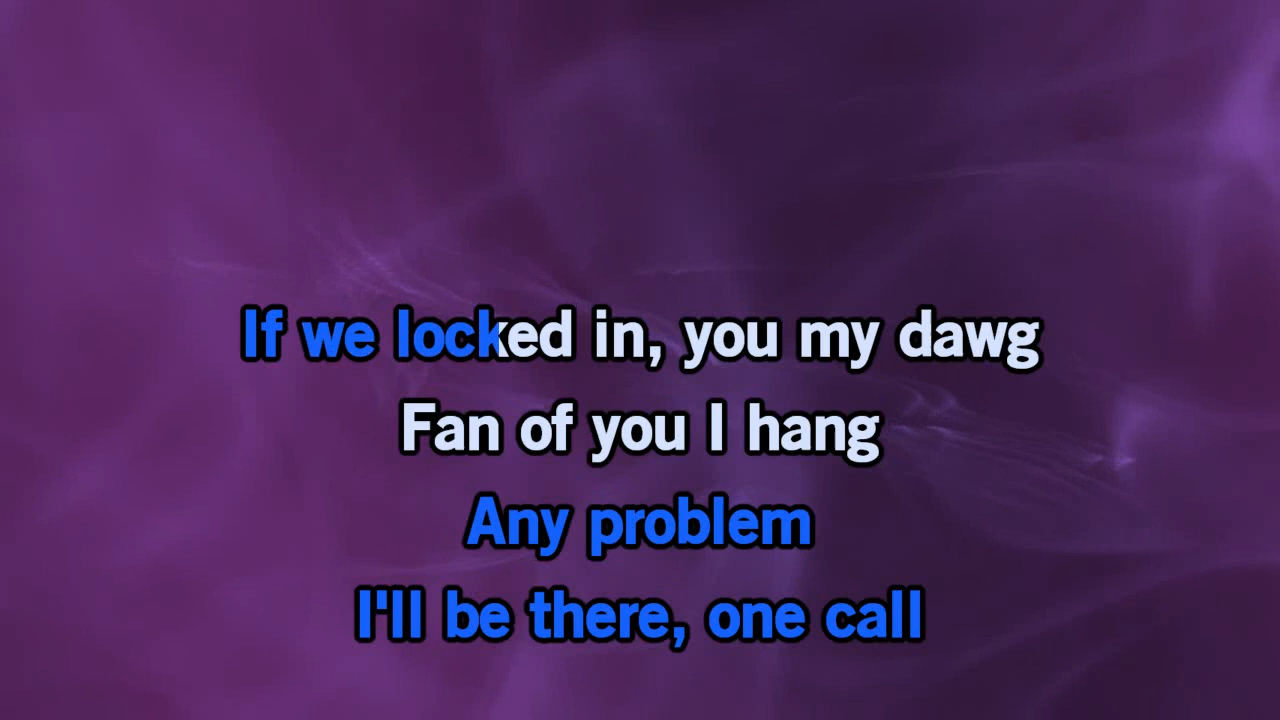 If we locked in, you my dawg
Fan of you I hang
Any problem
I'll be there, one call